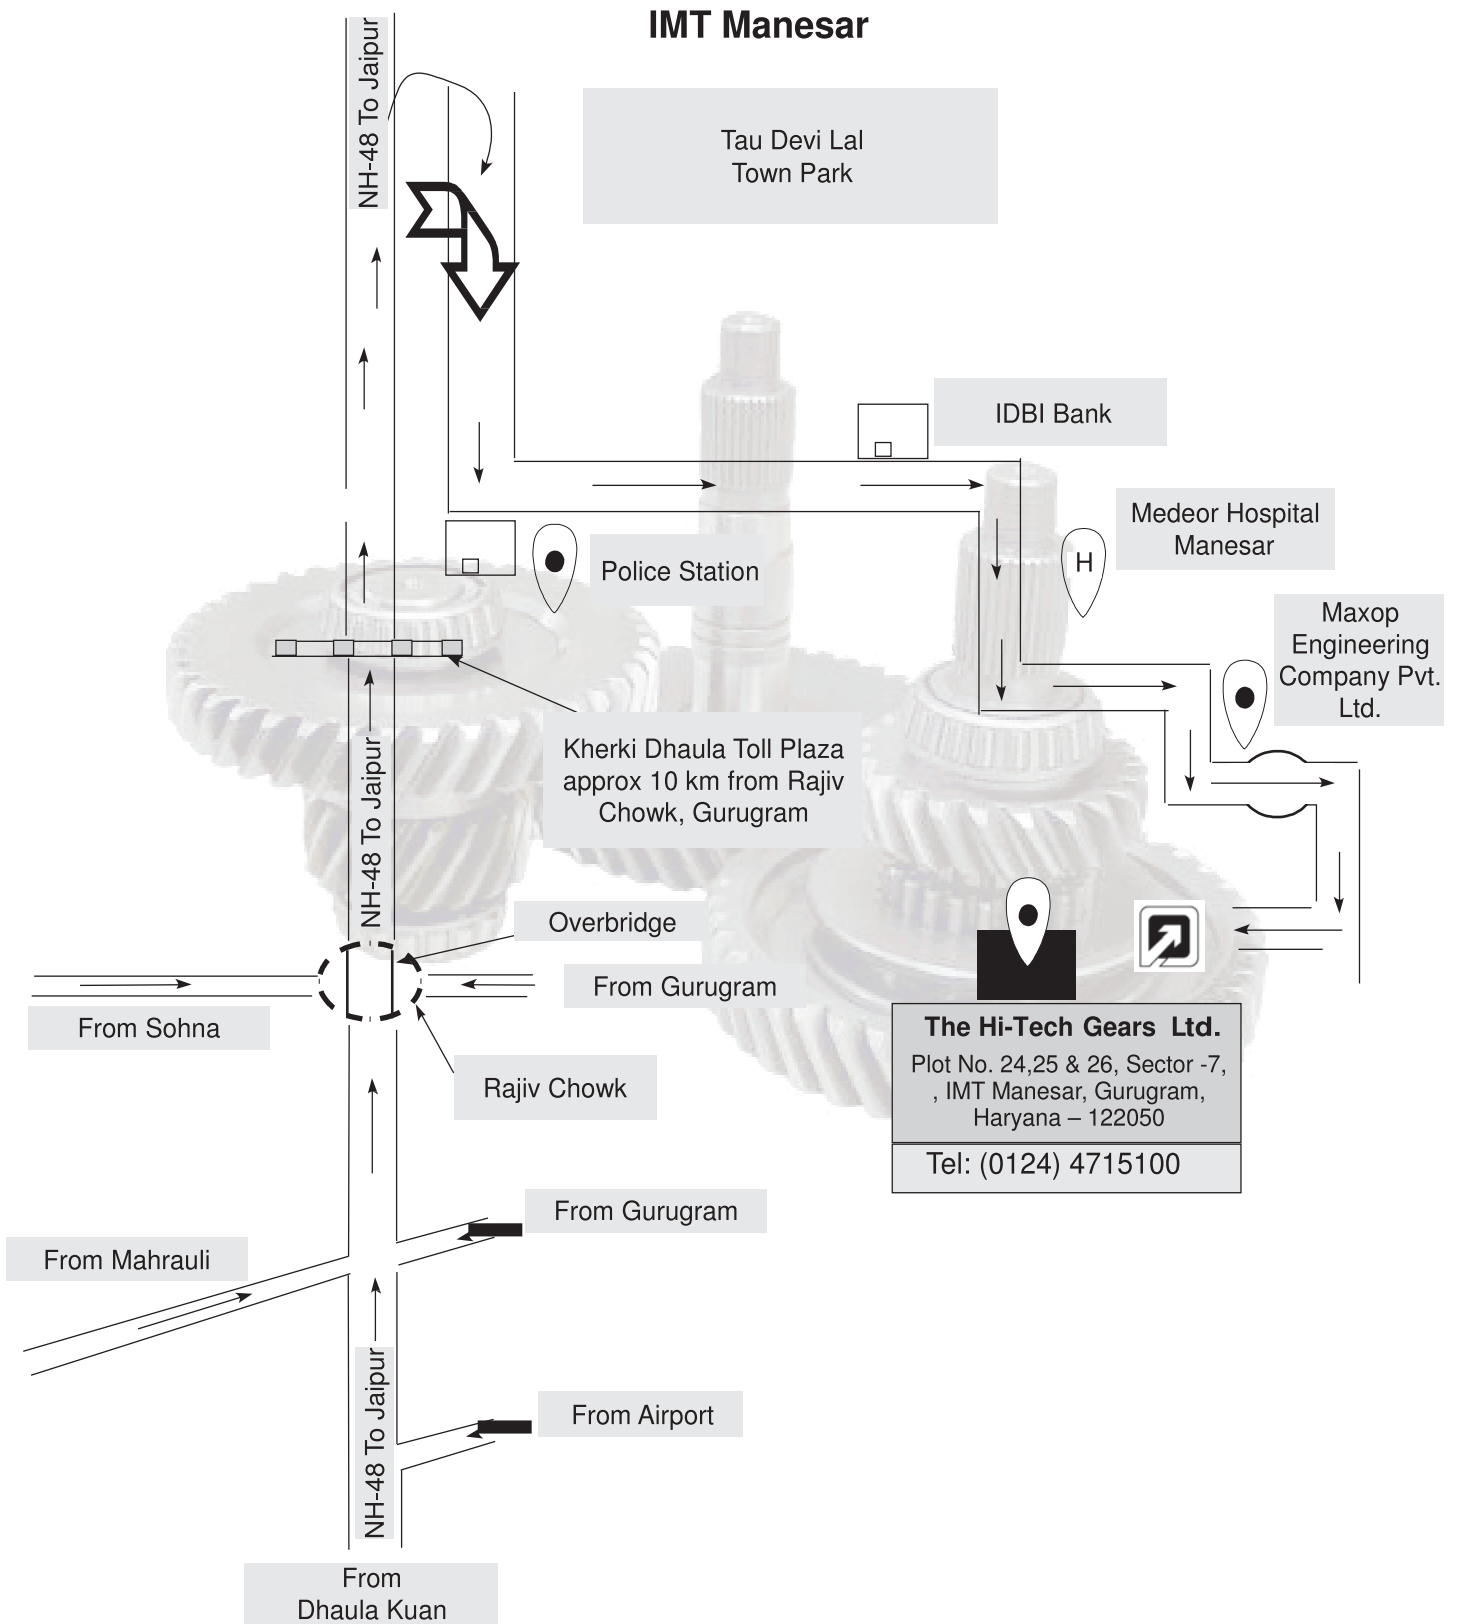 IMT Manesar
NH-48 To Jaipur
Tau Devi Lal
Town Park
IDBI Bank
Medeor Hospital
Manesar
H
Police Station
Maxop
Engineering
Company Pvt.
Ltd.
Kherki Dhaula Toll Plaza
approx 10 km from Rajiv
Chowk, Gurugram
NH-48 To Jaipur
Overbridge
From Gurugram
From Sohna
Rajiv Chowk
The Hi-Tech Gears Ltd.
Plot No. 24,25 & 26, Sector -7,
, IMT Manesar, Gurugram,
Haryana – 122050
Tel: (0124) 4715100
From Gurugram
From Mahrauli
NH-48 To Jaipur
From Airport
From
Dhaula Kuan